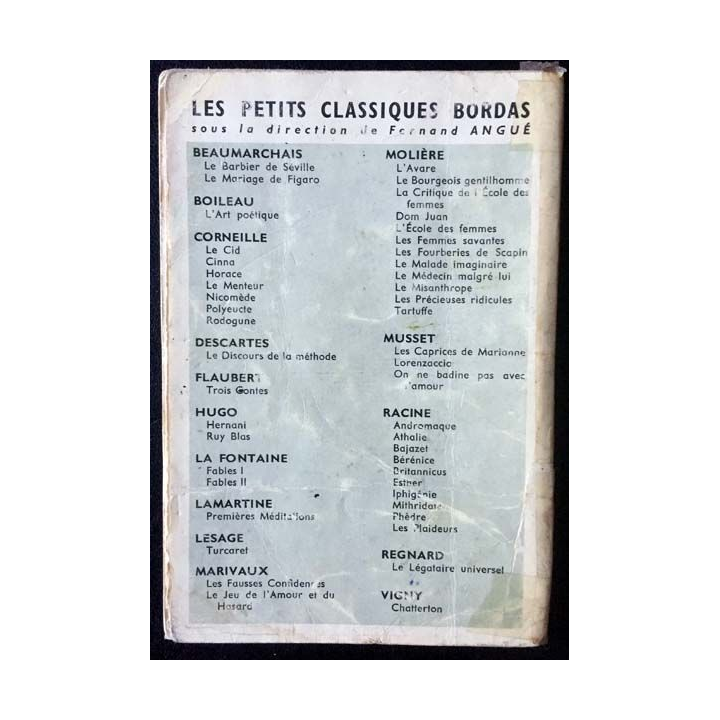 LES PETITS CLASSIQUES BORDAS
sous la direction de Fernand ANGUÉ
BEAUMARCHAIS
Le Barbier de Séville
Le Mariage de Figaro
BOILEAU
L'Art poétique
CORNEILLE
Le Cid
Cinna
Horace
Le Menteur
Nicomède
Polyeucte
Rodogune
DESCARTES
Le Discours de la méthode
FLAUBERT
Trois Contes
HUGO
Hernani
Ruy Blas
LA FONTAINE
Fables I
Fables II
LAMARTINE
Premières Méditations
LESAGE
Turcaret
MARIVAUX
Les Fausses Confidences
Le Jeu de l'Amour et du
Hasard
MOLIÈRE
L'Avare
Le Bourgeois gentilhomme
La Critique de l'École des
femmes
Dom Juan
L'École des femmes
Les Femmes savantes
Les Fourberies de Scapin
Le Malade imaginaire
Le Médecin malgré lui
Le Misanthrope
Les Précieuses ridicules
Tartuffe
MUSSET
Les Caprices de Marianne
Lorenzaccio
On ne badine pas avec
l'amour
RACINE
Andromaque
Athalie
Bajazet
Bérénice
Britannicus
Esther
Iphigénie
Mithridate
Phèdre
Les Plaideurs
REGNARD
Le Légataire universel
VIGNY
Chatterton